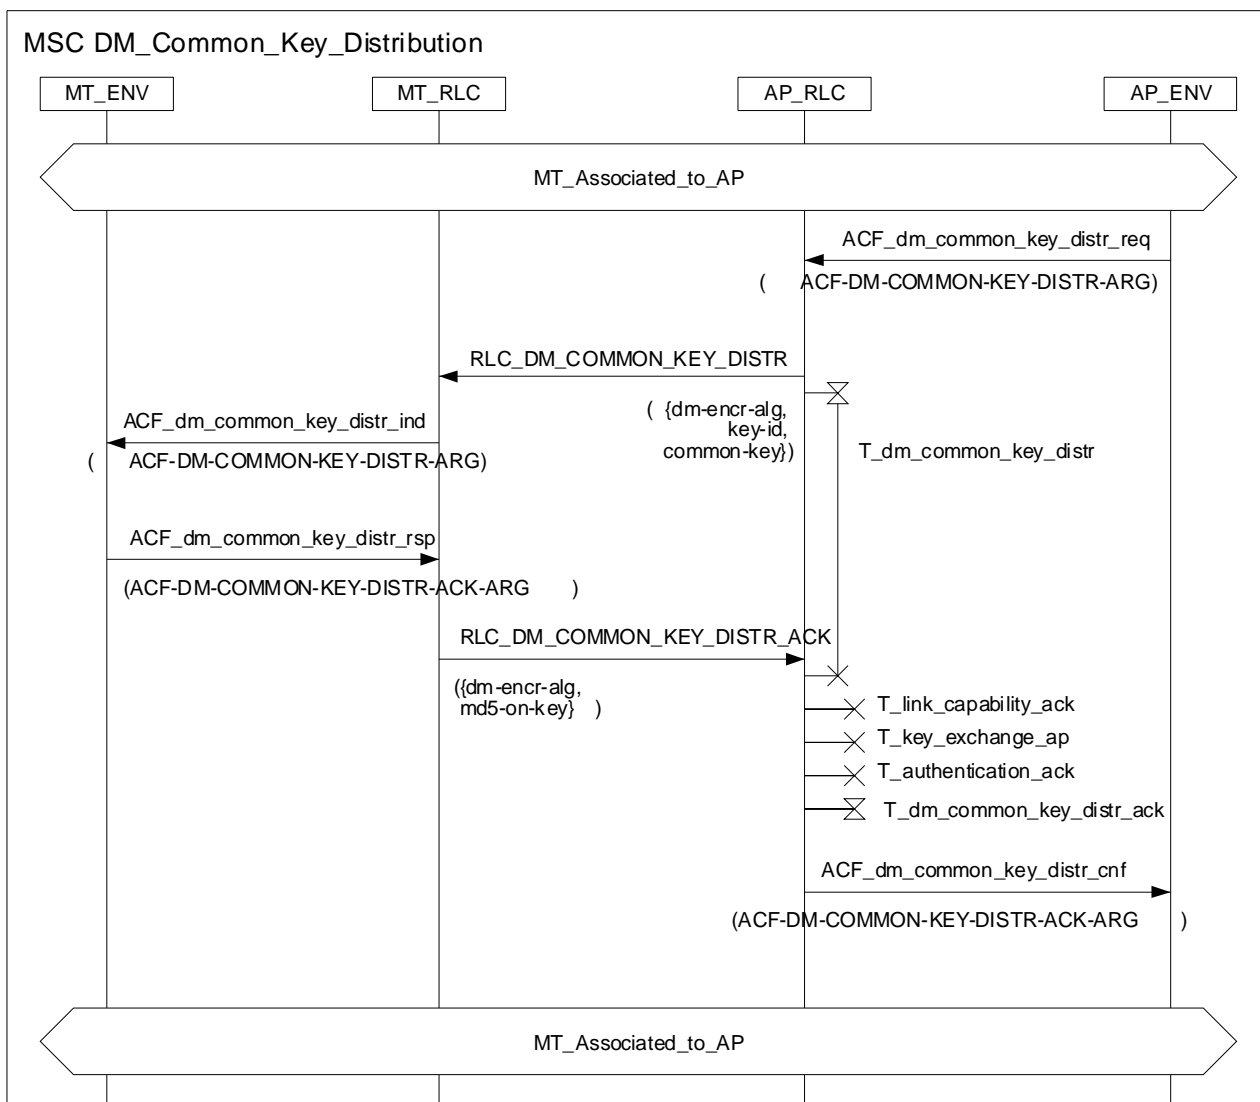 MSC DM_Common_Key_Distribution
MT_ENV
MT_RLC
AP_RLC
AP_ENV
MT_Associated_to_AP
ACF_dm_common_key_distr_req
( ACF-DM-COMMON-KEY-DISTR-ARG)
RLC_DM_COMMON_KEY_DISTR
( {dm-encr-alg,
key-id,
common-key})
T_dm_common_key_distr
ACF_dm_common_key_distr_ind
( ACF-DM-COMMON-KEY-DISTR-ARG)
ACF_dm_common_key_distr_rsp
(ACF-DM-COMMON-KEY-DISTR-ACK-ARG )
RLC_DM_COMMON_KEY_DISTR_ACK
({dm-encr-alg,
md5-on-key} )
T_link_capability_ack
T_key_exchange_ap
T_authentication_ack
T_dm_common_key_distr_ack
ACF_dm_common_key_distr_cnf
(ACF-DM-COMMON-KEY-DISTR-ACK-ARG )
MT_Associated_to_AP